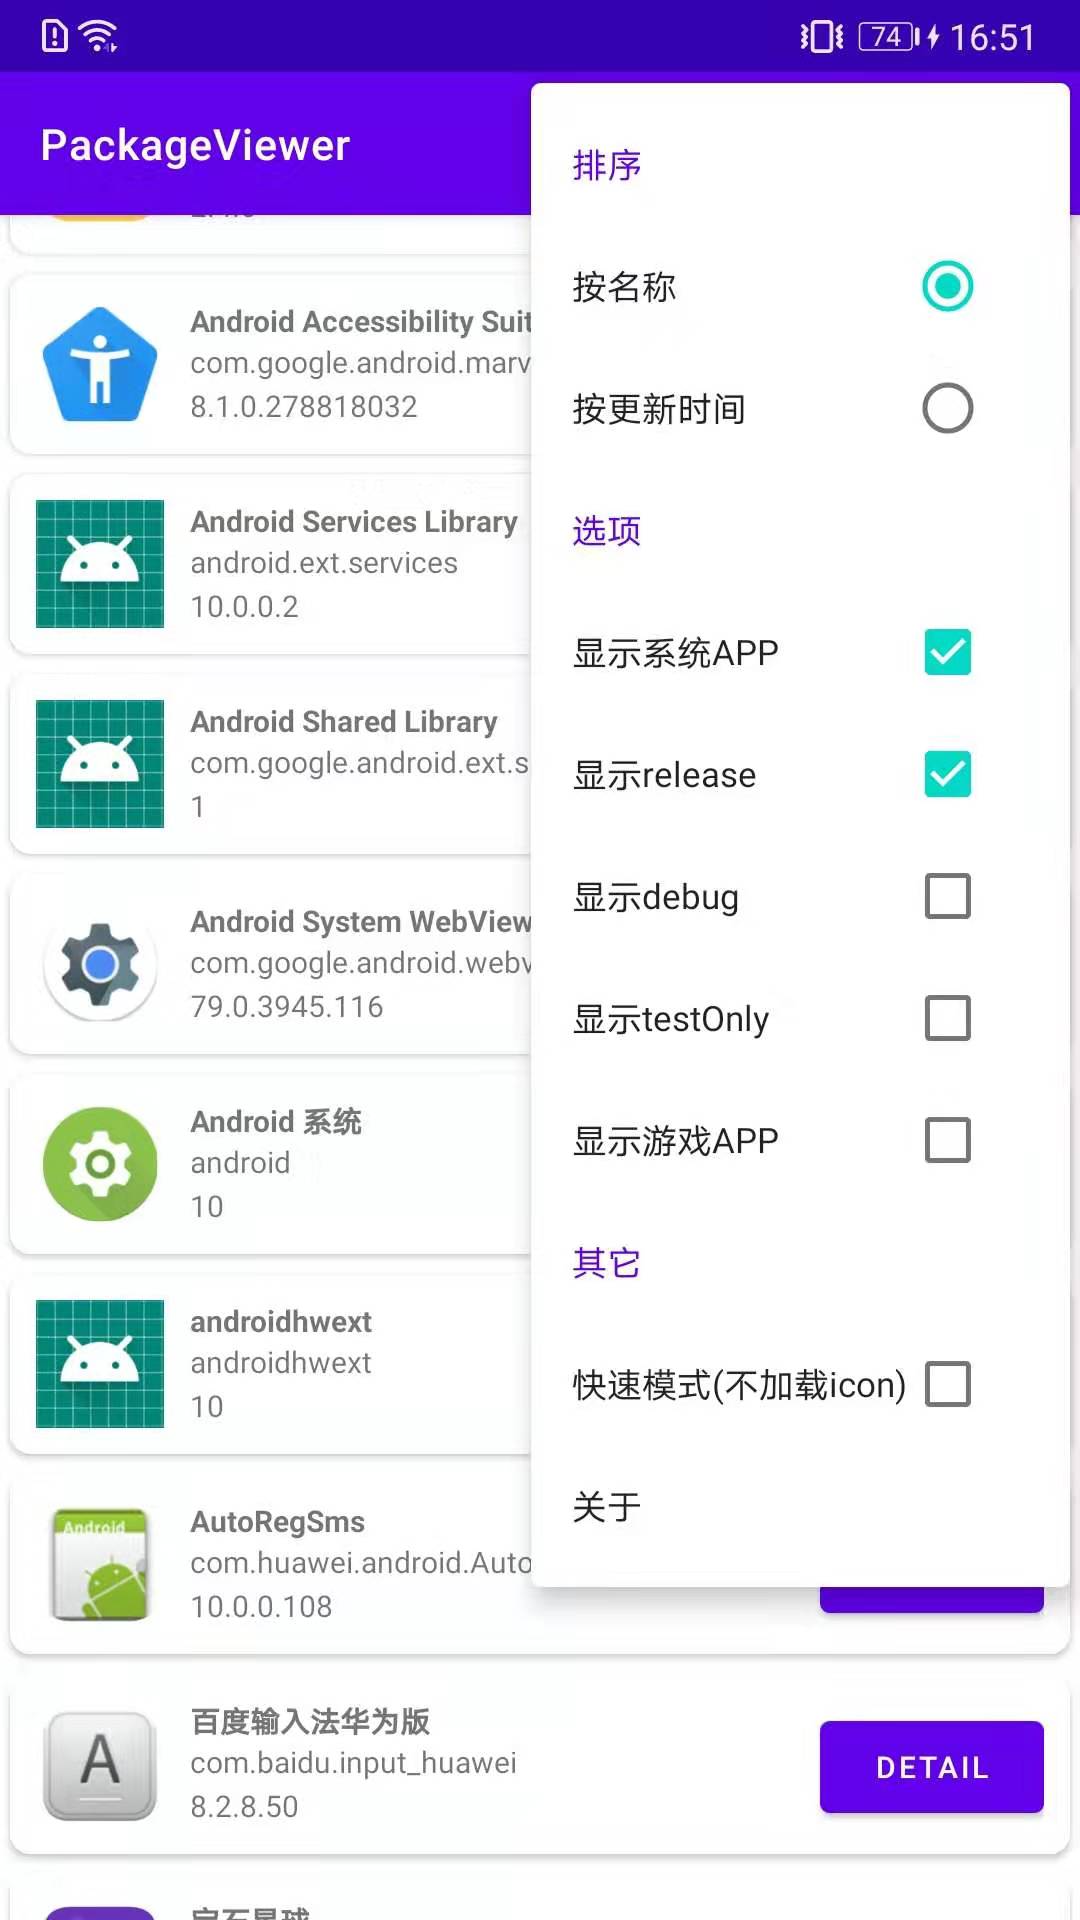 74 16:51
PackageViewer
Android Accessibility Suit
com.google.android.marv
8.1.0.278818032
Android Services Library
android.ext.services
10.0.0.2
Android Shared Library
com.google.android.ext.s
1
Android System WebView
com.google.android.webv
79.0.3945.116
Android 系统
android
10
androidhwext
androidhwext
10
Android
AutoRegSms
com.huawei.android.Auto
10.0.0.108
A
百度输入法华为版
com.baidu.input_huawei
8.2.8.50
DETAIL
排序
按名称
按更新时间
选项
显示系统APP
显示release
显示debug
显示testOnly
显示游戏APP
其它
快速模式(不加载icon)
关于